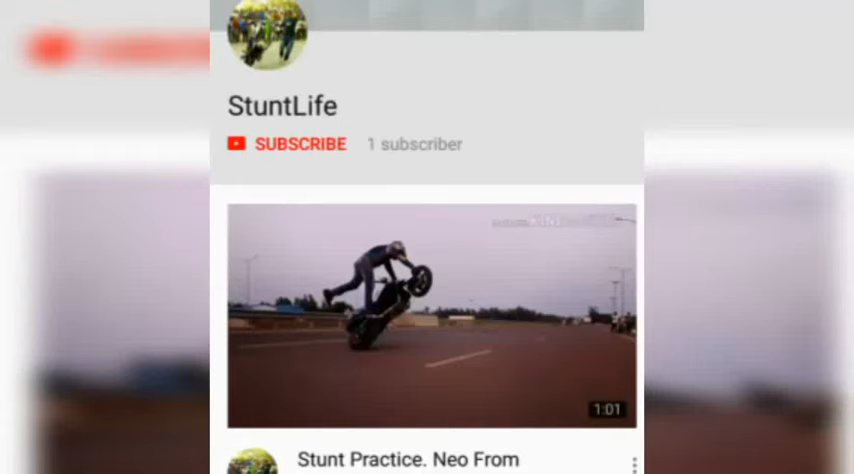 StuntLife
SUBSCRIBE 1 subscriber
1:01
Stunt Practice. Neo From